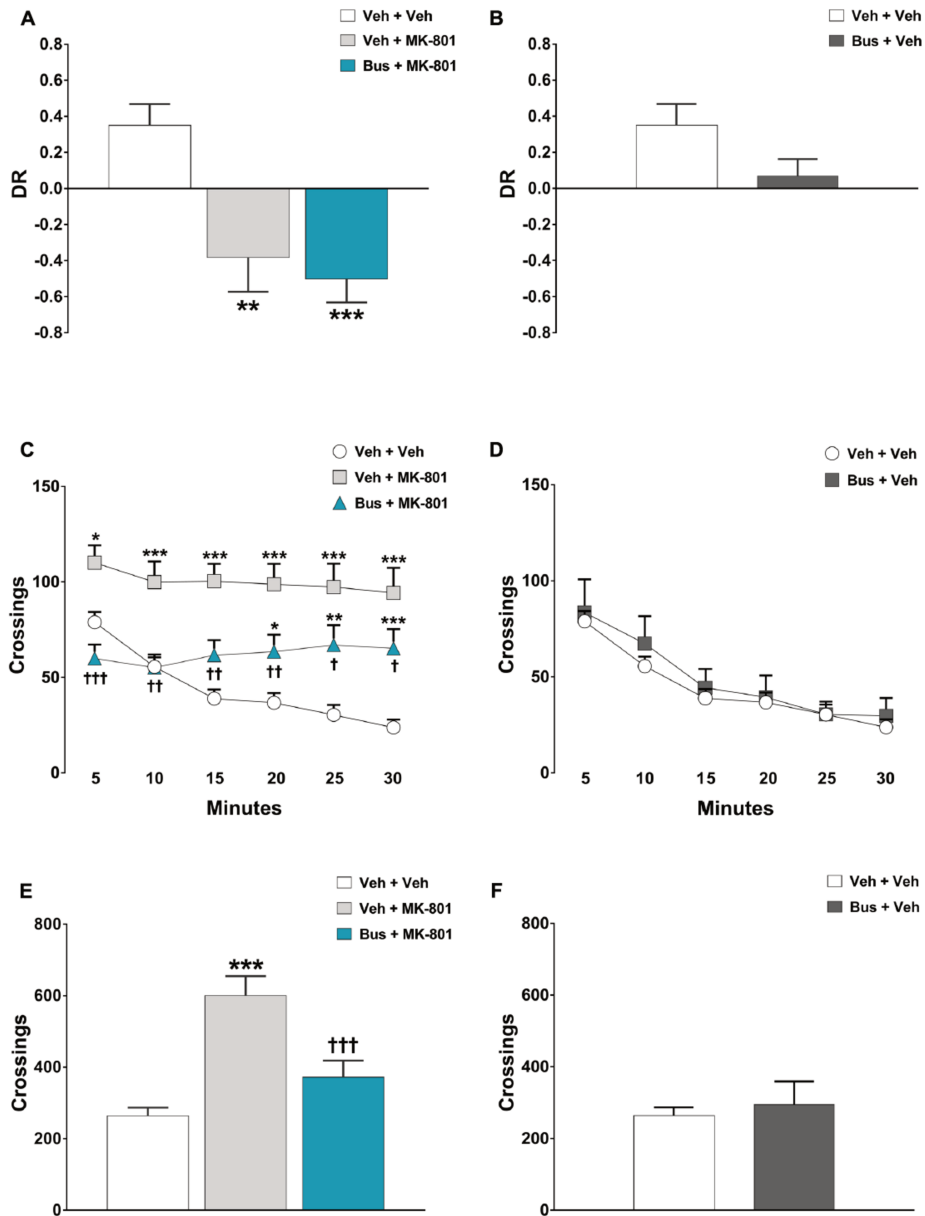 A
Veh + Veh
Veh + MK-801
Bus + MK-801
0.8
0.6
0.4
0.2
0.0
-0.2
-0.4
-0.6
-0.8
DR
**
***
B
Veh + Veh
Bus + Veh
0.8
0.6
0.4
0.2
0.0
-0.2
-0.4
-0.6
-0.8
DR
C
Veh + Veh
Veh + MK-801
Bus + MK-801
150
100
50
0
Crossings
* *** *** *** *** ***
* ** ***
††† †† †† †† † †
5 10 15 20 25 30
Minutes
D
Veh + Veh
Bus + Veh
150
100
50
0
Crossings
5 10 15 20 25 30
Minutes
E
Veh + Veh
Veh + MK-801
Bus + MK-801
800
600
400
200
0
Crossings
***
†††
F
Veh + Veh
Bus + Veh
800
600
400
200
0
Crossings